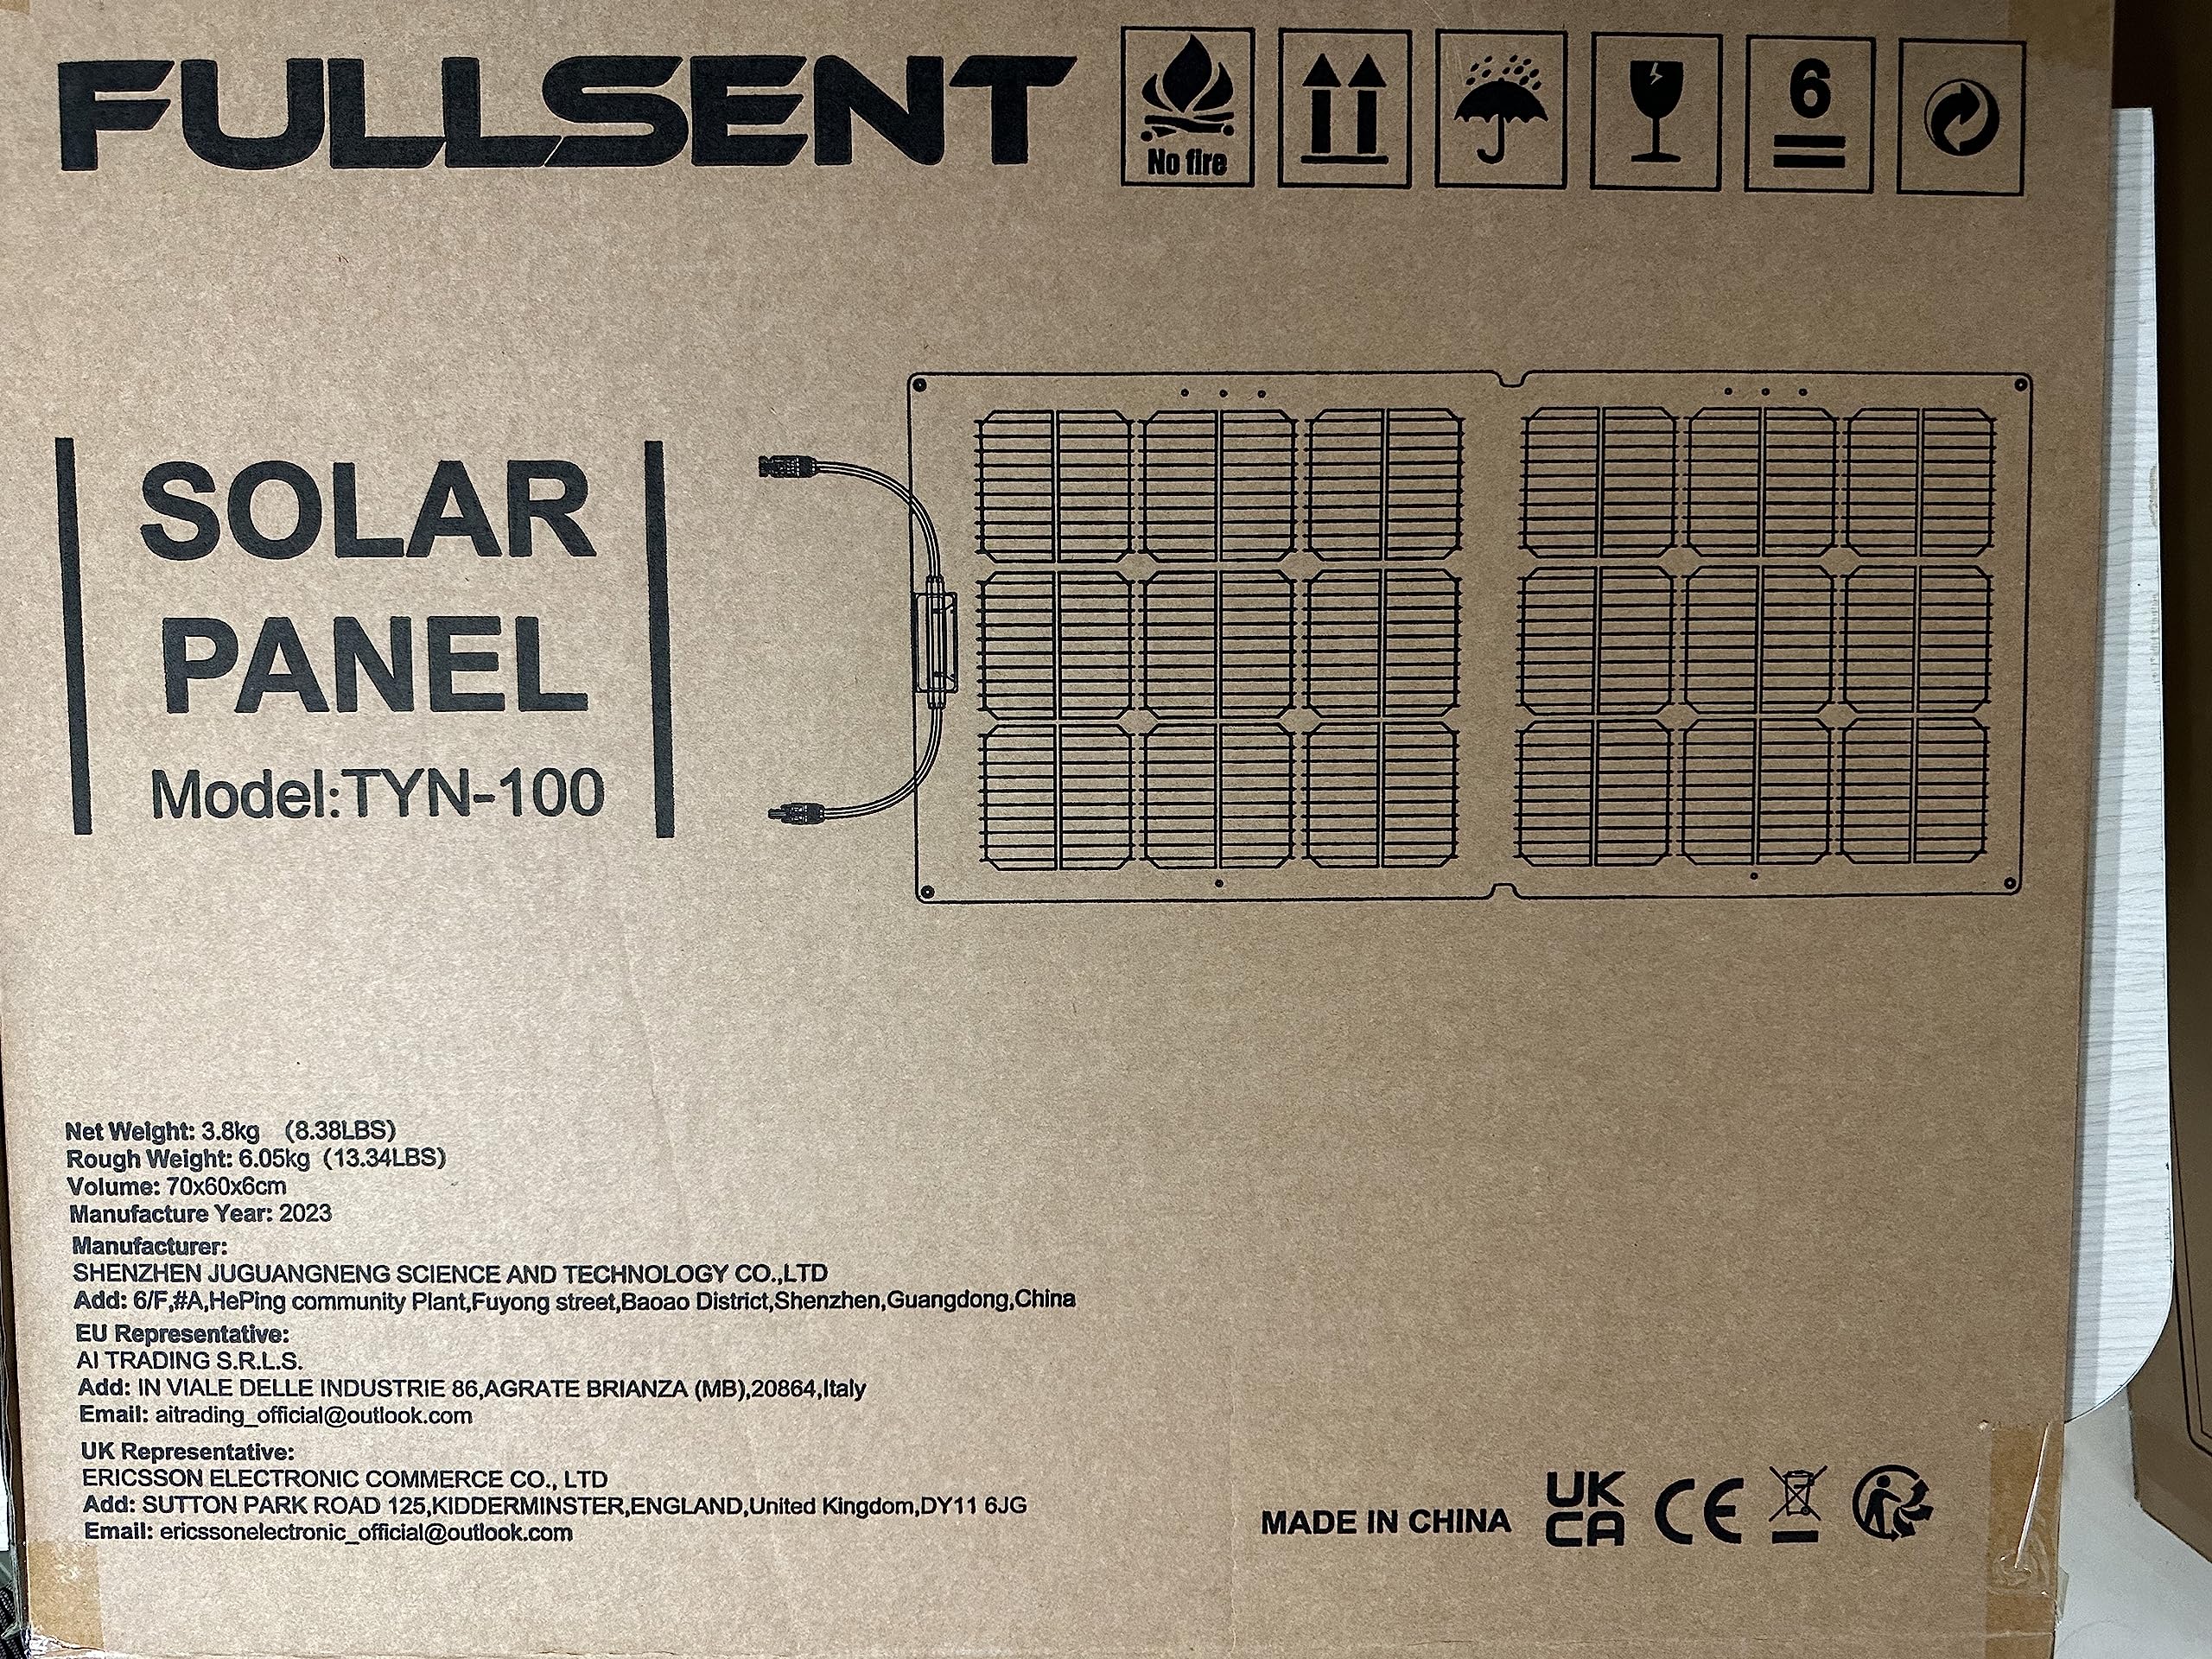 FULLSENT
No fire
6
SOLAR
PANEL
Model:TYN-100
Net Weight: 3.8kg (8.38LBS)
Rough Weight: 6.05kg (13.34LBS)
Volume: 70x60x6cm
Manufacture Year: 2023
Manufacturer:
SHENZHEN JUGUANGNENG SCIENCE AND TECHNOLOGY CO.,LTD
Add: 6/F,#A,HePing community Plant,Fuyong street,Baoao District,Shenzhen,Guangdong,China
EU Representative:
AI TRADING S.R.L.S.
Add: IN VIALE DELLE INDUSTRIE 86,AGRATE BRIANZA (MB),20864,Italy
Email: aitrading_official@outlook.com
UK Representative:
ERICSSON ELECTRONIC COMMERCE CO., LTD
Add: SUTTON PARK ROAD 125,KIDDERMINSTER,ENGLAND,United Kingdom,DY11 6JG
Email: ericssonelectronic_official@outlook.com
MADE IN CHINA
UK
CA
CE